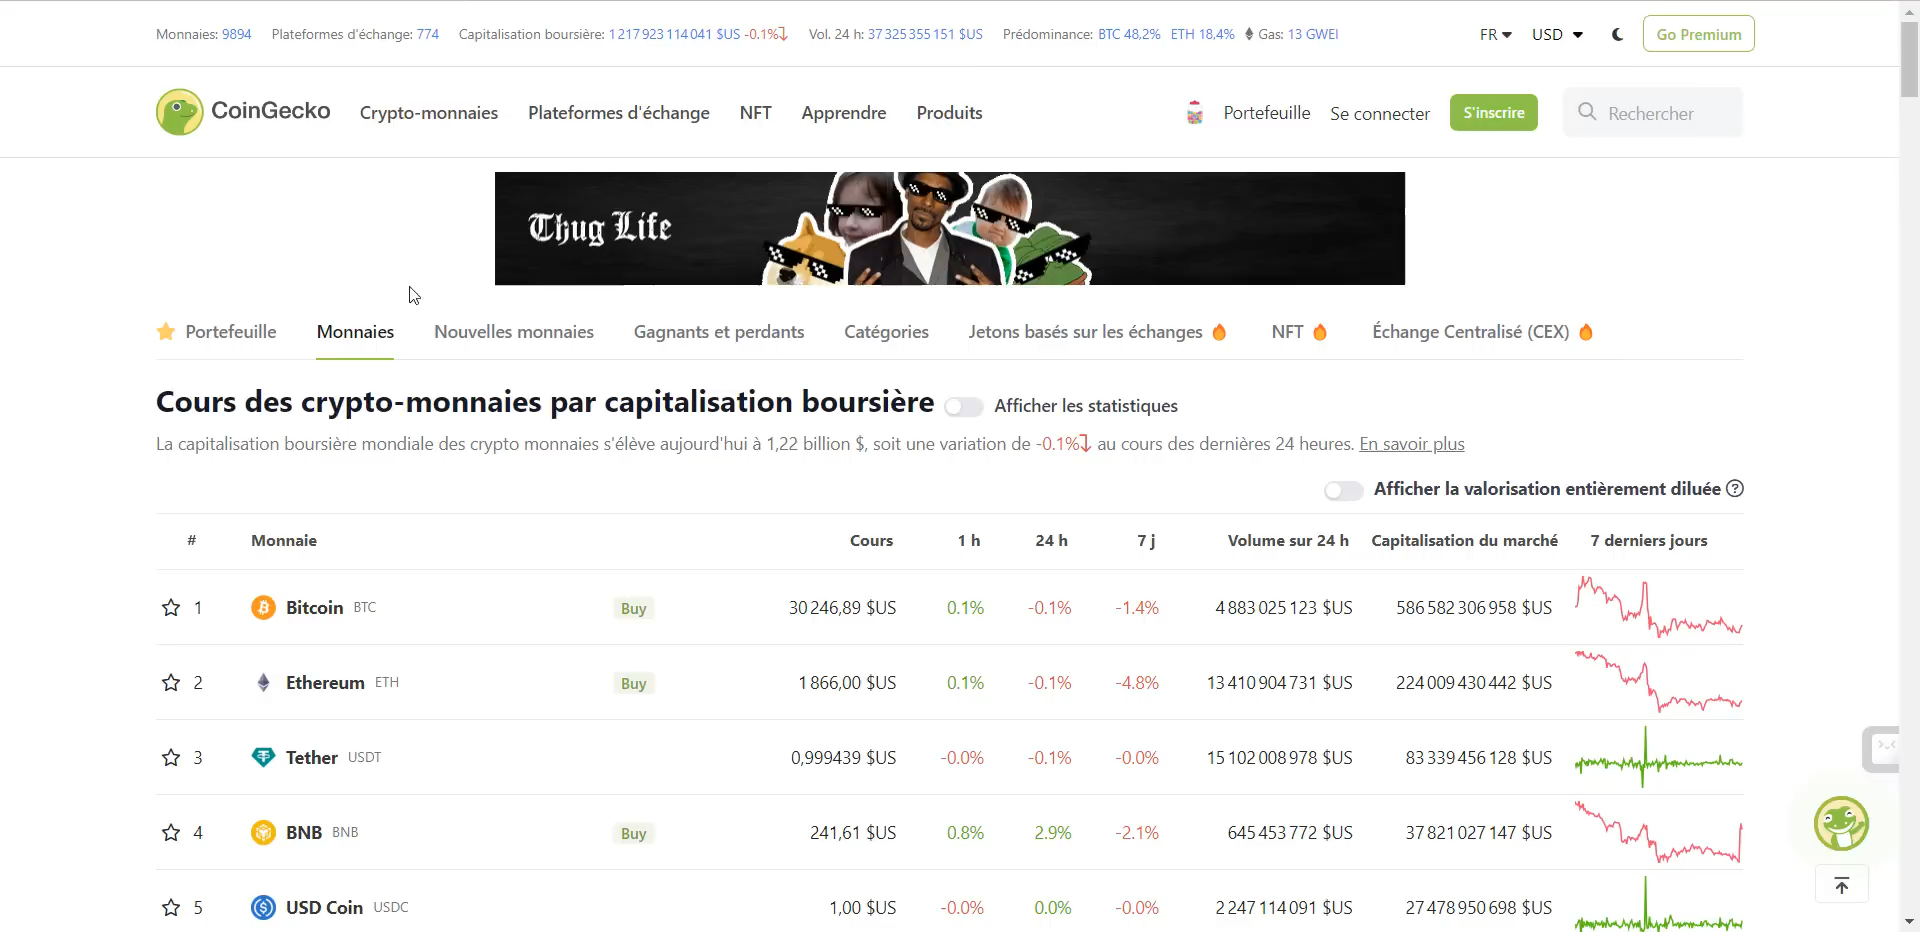 Monnaies: 9894 Plateformes d'échange: 774 Capitalisation boursière: 1 217 923 114 041 $US -0.1% Vol. 24 h: 37 325 355 151 $US Prédominance: BTC 48,2% ETH 18,4% Gas: 13 GWEI FR USD Go Premium
CoinGecko Crypto-monnaies Plateformes d'échange NFT Apprendre Produits Portefeuille Se connecter S'inscrire Rechercher
Thug Life
Portefeuille Monnaies Nouvelles monnaies Gagnants et perdants Catégories Jetons basés sur les échanges NFT Échange Centralisé (CEX)
Cours des crypto-monnaies par capitalisation boursière Afficher les statistiques
La capitalisation boursière mondiale des crypto monnaies s'élève aujourd'hui à 1,22 billion $, soit une variation de -0.1% au cours des dernières 24 heures. En savoir plus
Afficher la valorisation entièrement diluée ?
# Monnaie Cours 1 h 24 h 7 j Volume sur 24 h Capitalisation du marché 7 derniers jours
1 Bitcoin BTC Buy 30 246,89 $US 0.1% -0.1% -1.4% 4 883 025 123 $US 586 582 306 958 $US
2 Ethereum ETH Buy 1 866,00 $US 0.1% -0.1% -4.8% 13 410 904 731 $US 224 009 430 442 $US
3 Tether USDT 0,999439 $US -0.0% -0.1% -0.0% 15 102 008 978 $US 83 339 456 128 $US
4 BNB BNB Buy 241,61 $US 0.8% 2.9% -2.1% 645 453 772 $US 37 821 027 147 $US
5 USD Coin USDC 1,00 $US -0.0% 0.0% -0.0% 2 247 114 091 $US 27 478 950 698 $US